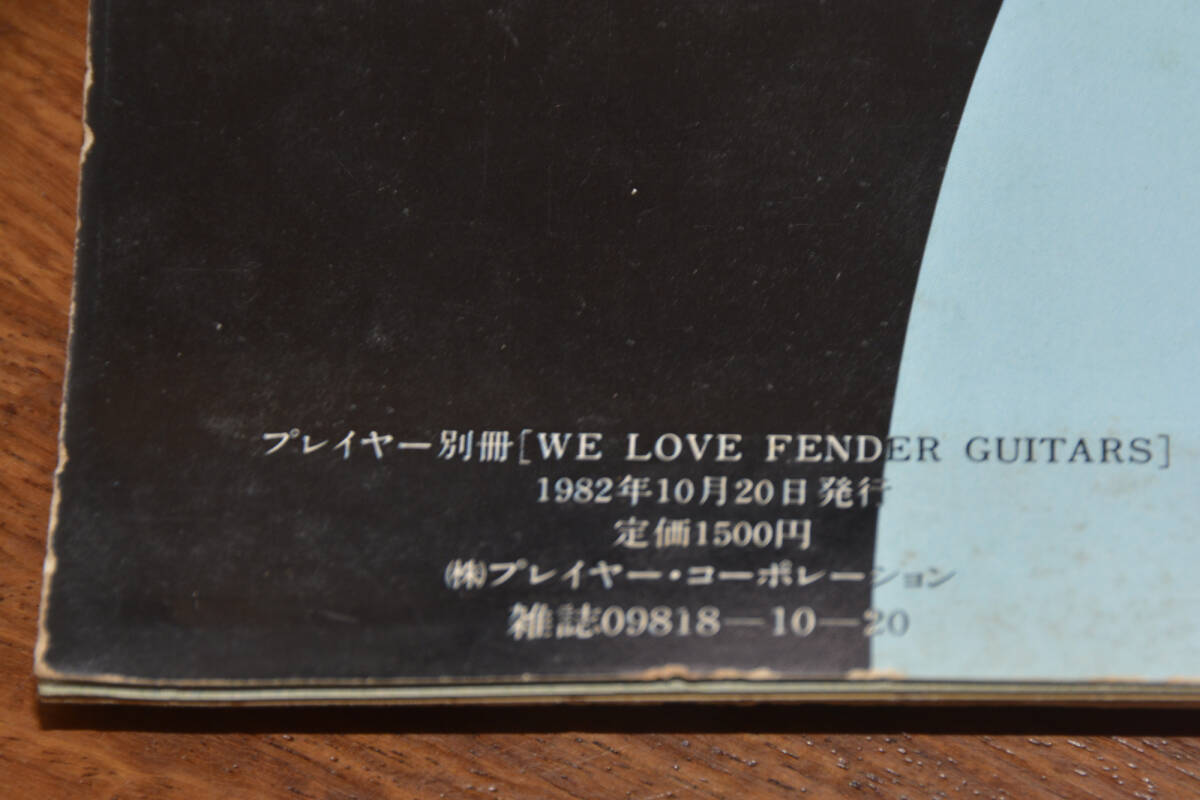 プレイヤー別冊[WE LOVE FENDER GUITARS]
1982年10月20日発行
定価1500円
㈱プレイヤー・コーポレーション
雑誌09818—10—20